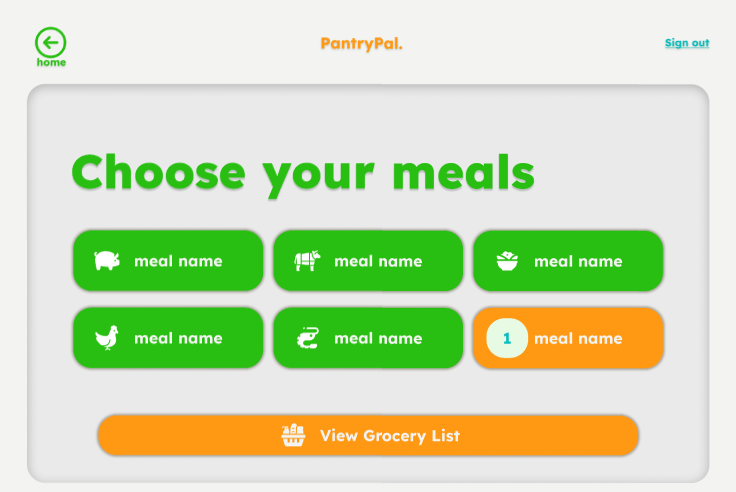 home
PantryPal.
Sign out
Choose your meals
meal name
meal name
meal name
meal name
meal name
1 meal name
View Grocery List